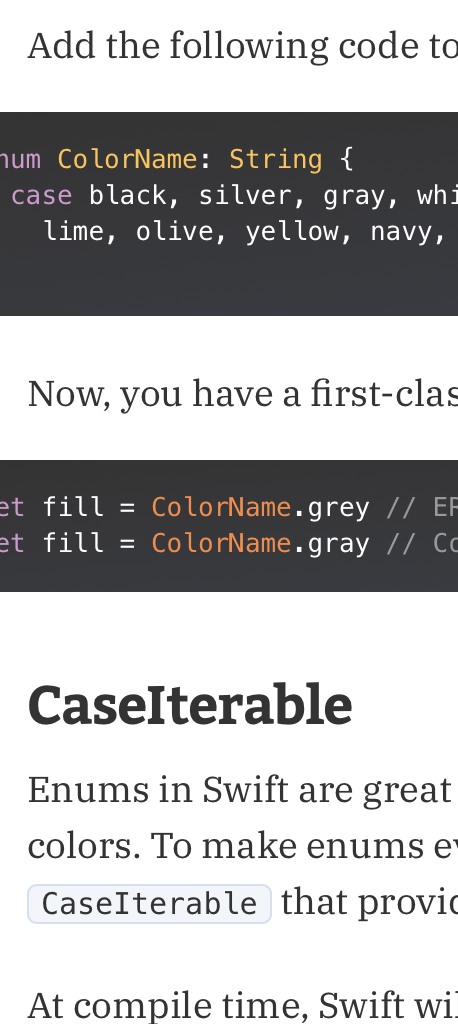 Add the following code to
num ColorName: String {
case black, silver, gray, whi
lime, olive, yellow, navy,
Now, you have a first-clas
et fill = ColorName.grey // ER
et fill = ColorName.gray // Co
CaseIterable
Enums in Swift are great
colors. To make enums ev
CaseIterable that provid
At compile time, Swift wil